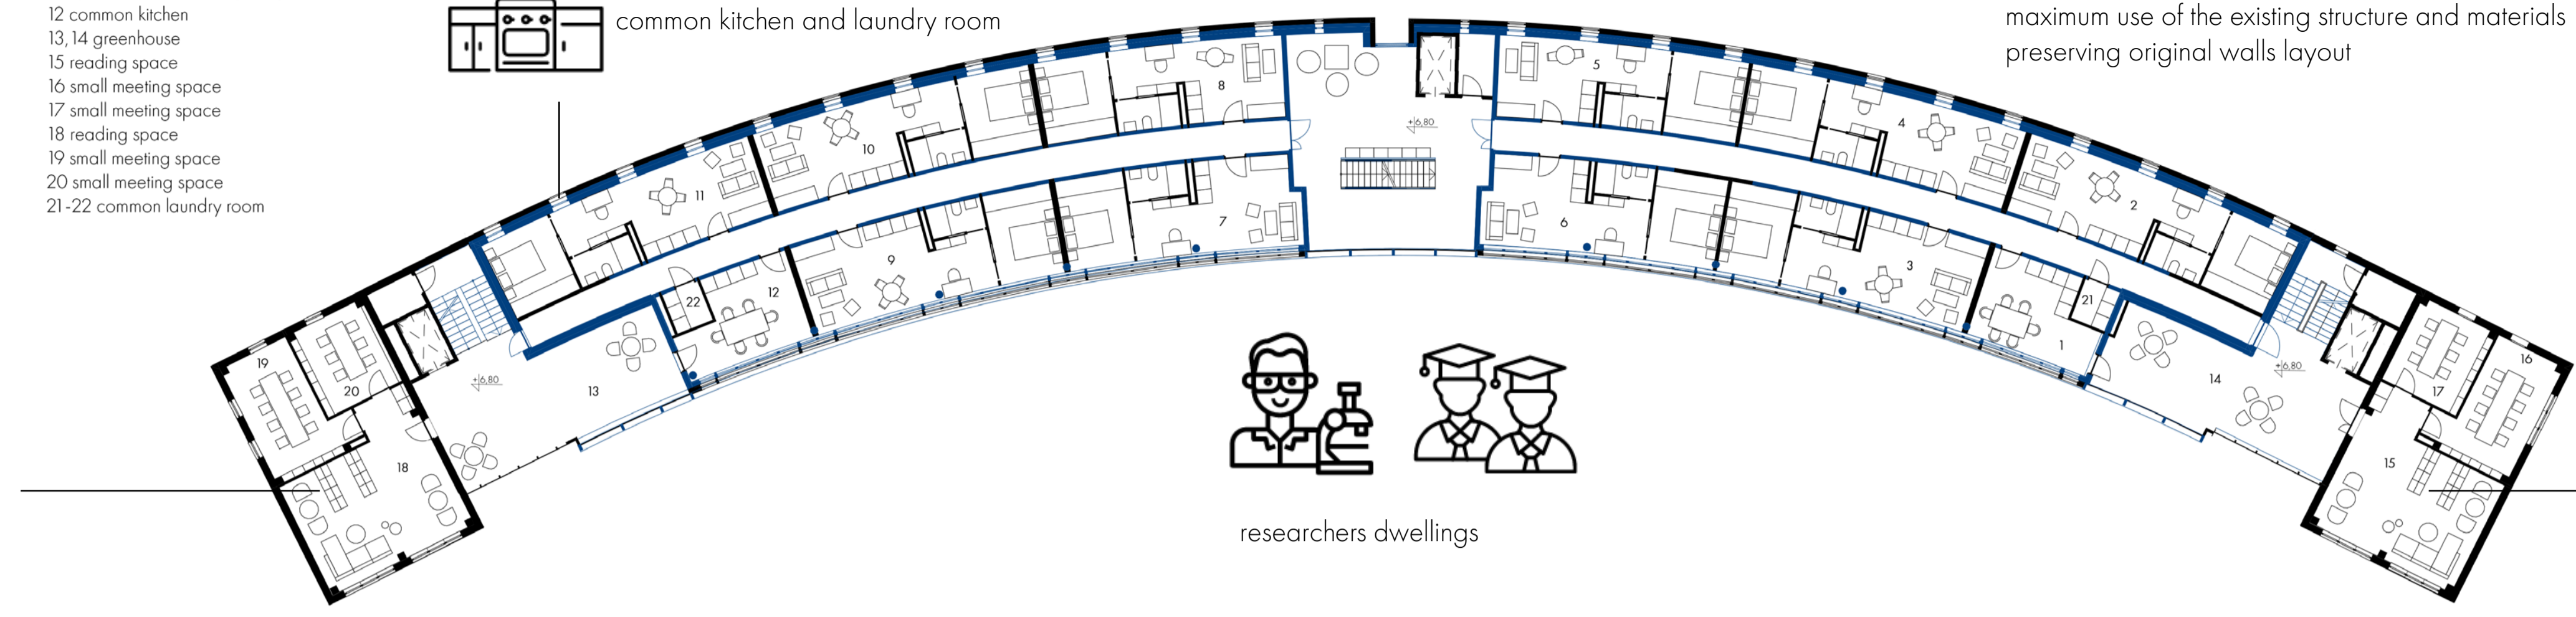 12 common kitchen
13,14 greenhouse
15 reading space
16 small meeting space
17 small meeting space
18 reading space
19 small meeting space
20 small meeting space
21-22 common laundry room
common kitchen and laundry room
maximum use of the existing structure and materials
preserving original walls layout
8
5
+6,80
4
10
11
2
7
6
9
3
22
12
21
1
19
20
+6,80
13
18
14
+6,80
16
17
15
researchers dwellings